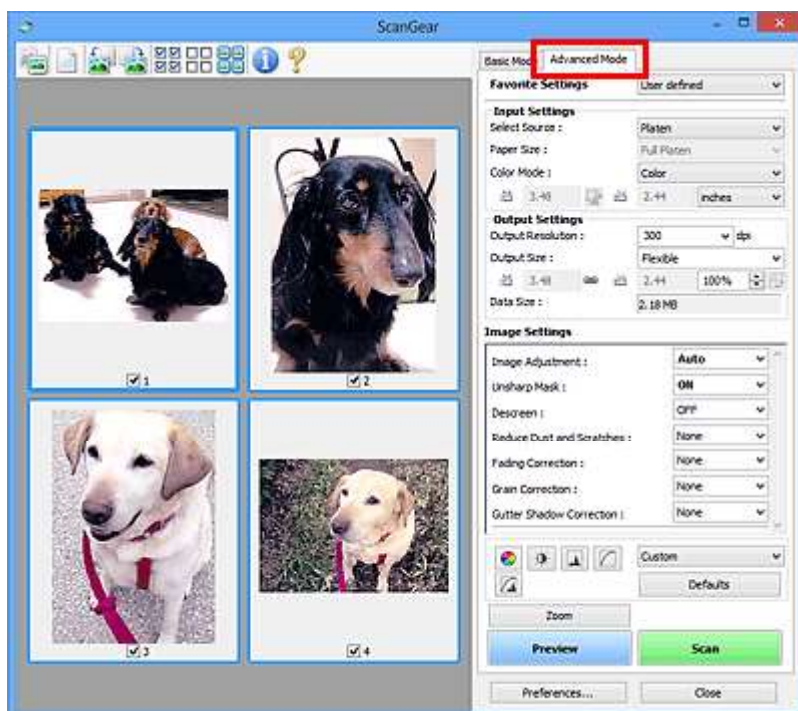 ScanGear
Basic Mod
Advanced Mode
Favorite Settings User defined
Input Settings
Select Source : Platen
Paper Size : Full Platen
Color Mode : Color
3.48 2.44 inches
Output Settings
Output Resolution : 300 dpi
Output Size : Flexible
3.48 2.44 100%
Data Size : 2.18 MB
Image Settings
Image Adjustment : Auto
Unsharp Mask : ON
Descreen : OFF
Reduce Dust and Scratches : None
Fading Correction : None
Grain Correction : None
Gutter Shadow Correction : None
Custom
Defaults
Zoom
Preview Scan
Preferences... Close
1
2
3
4